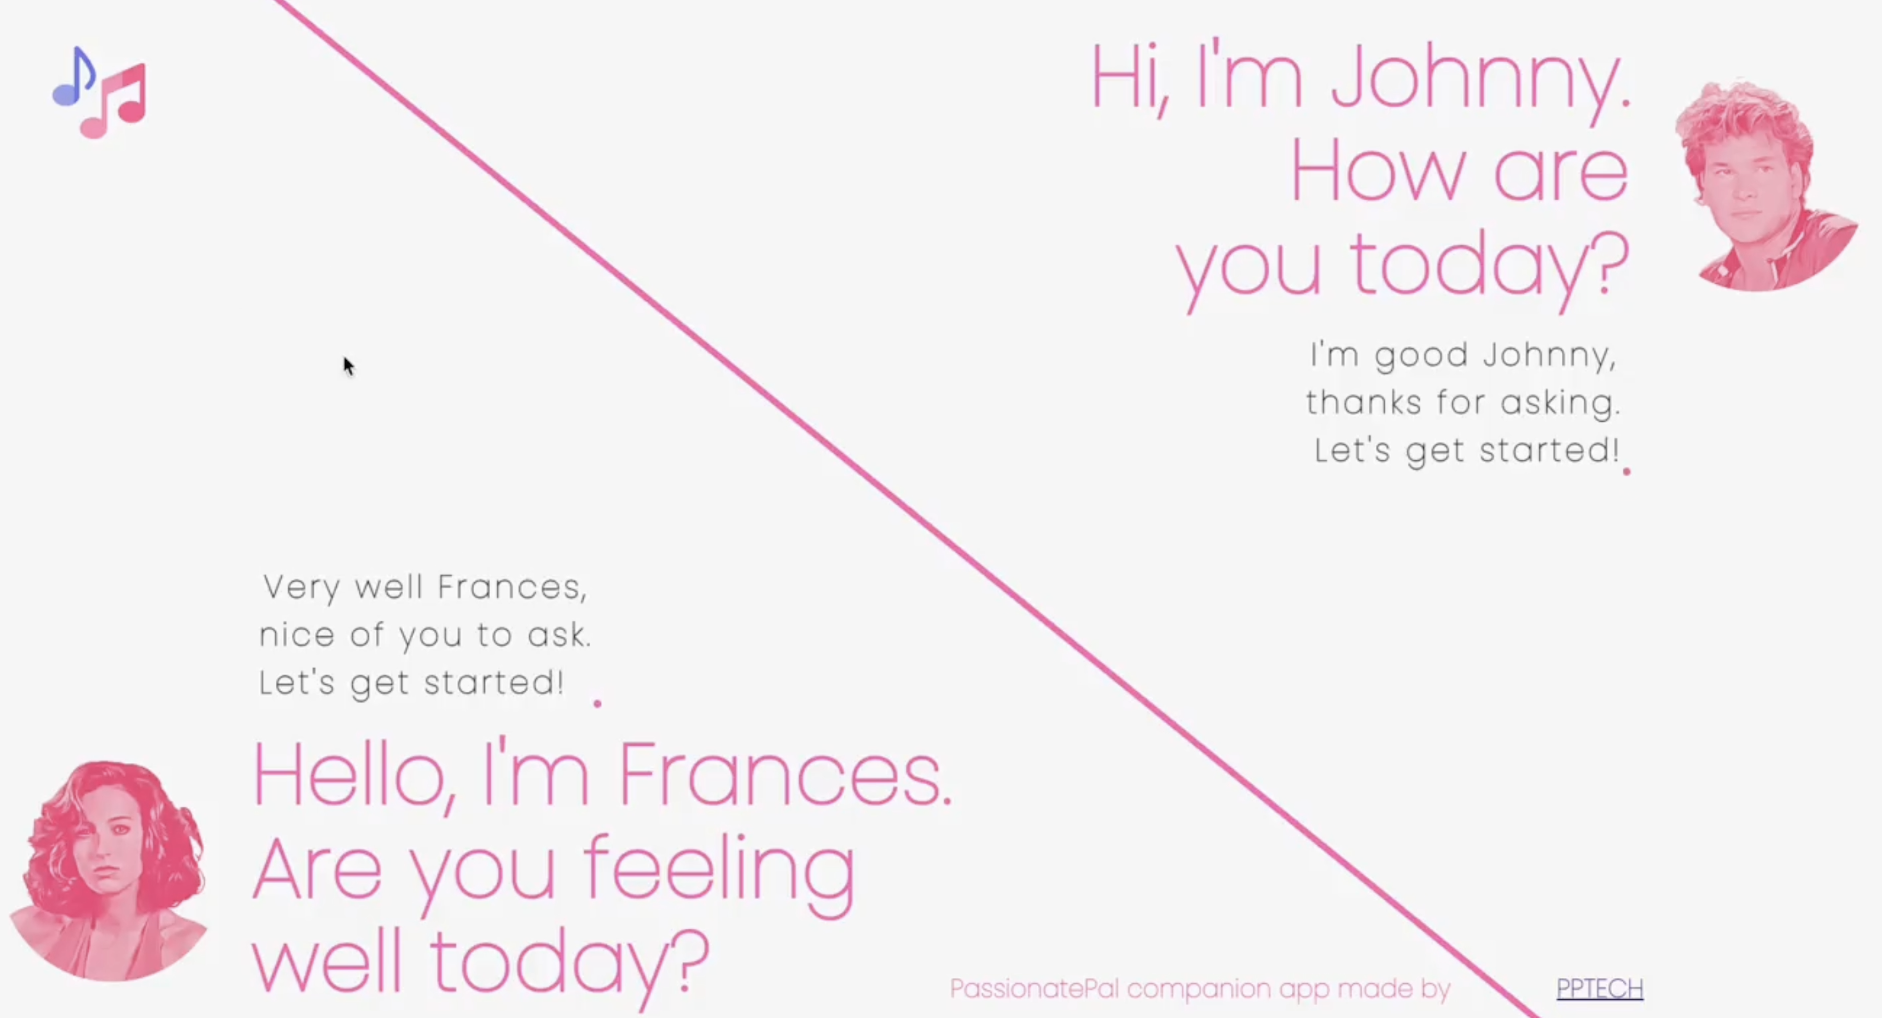 Hi, I'm Johnny.
How are
you today?
I'm good Johnny,
thanks for asking.
Let's get started!
Very well Frances,
nice of you to ask.
Let's get started!
Hello, I'm Frances.
Are you feeling
well today?
PassionatePal companion app made by PPTECH